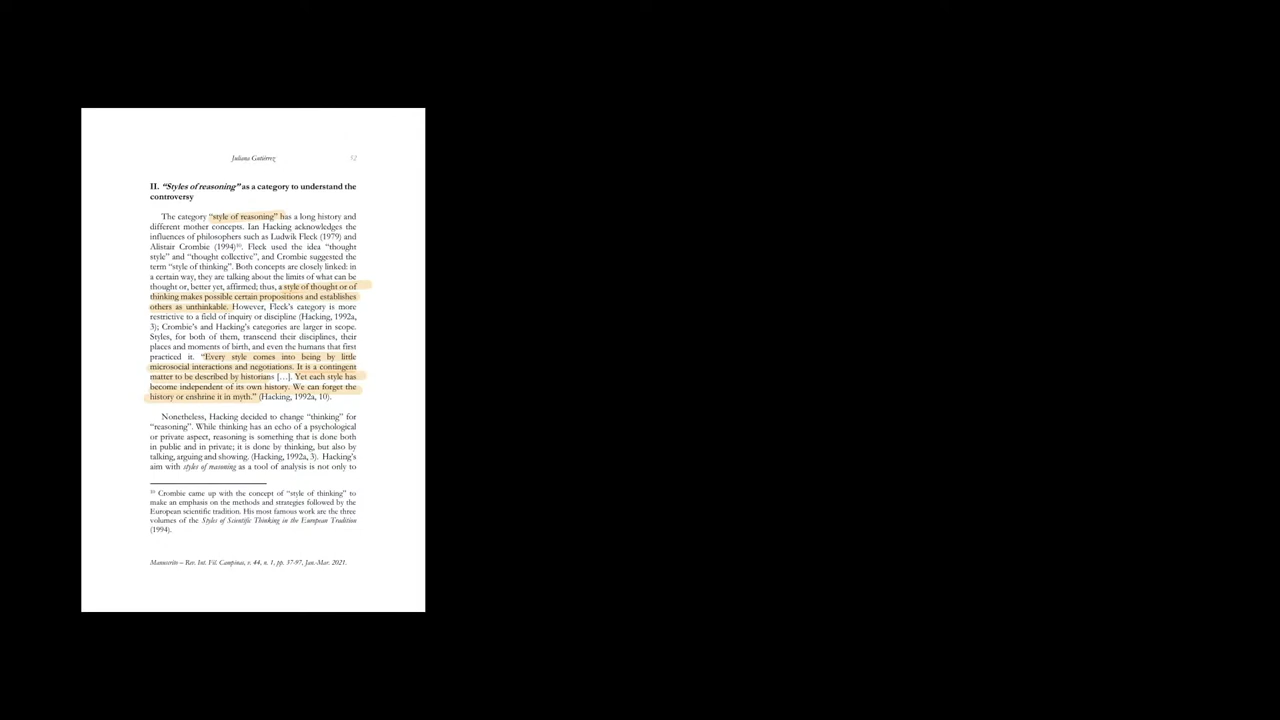 Juliana Gutiérrez 52
II. “Styles of reasoning” as a category to understand the
controversy
The category “style of reasoning” has a long history and
different mother concepts. Ian Hacking acknowledges the
influences of philosophers such as Ludwik Fleck (1979) and
Alistair Crombie (1994)¹⁹. Fleck used the idea “thought
style” and “thought collective”, and Crombie suggested the
term “style of thinking”. Both concepts are closely linked: in
a certain way, they are talking about the limits of what can be
thought or, better yet, affirmed; thus, a style of thought or of
thinking makes possible certain propositions and establishes
others as unthinkable. However, Fleck’s category is more
restrictive to a field of inquiry or discipline (Hacking, 1992a,
3); Crombie’s and Hacking’s categories are larger in scope.
Styles, for both of them, transcend their disciplines, their
places and moments of birth, and even the humans that first
practiced it. “Every style comes into being by little
microsocial interactions and negotiations. It is a contingent
matter to be described by historians […]. Yet each style has
become independent of its own history. We can forget the
history or enshrine it in myth.” (Hacking, 1992a, 10).
Nonetheless, Hacking decided to change “thinking” for
“reasoning”. While thinking has an echo of a psychological
or private aspect, reasoning is something that is done both
in public and in private; it is done by thinking, but also by
talking, arguing and showing. (Hacking, 1992a, 3). Hacking’s
aim with styles of reasoning as a tool of analysis is not only to
¹⁹ Crombie came up with the concept of “style of thinking” to
make an emphasis on the methods and strategies followed by the
European scientific tradition. His most famous work are the three
volumes of the Styles of Scientific Thinking in the European Tradition
(1994).
Manuscrito – Rev. Int. Fil. Campinas, v. 44, n. 1, pp. 37-97, Jan.-Mar. 2021.